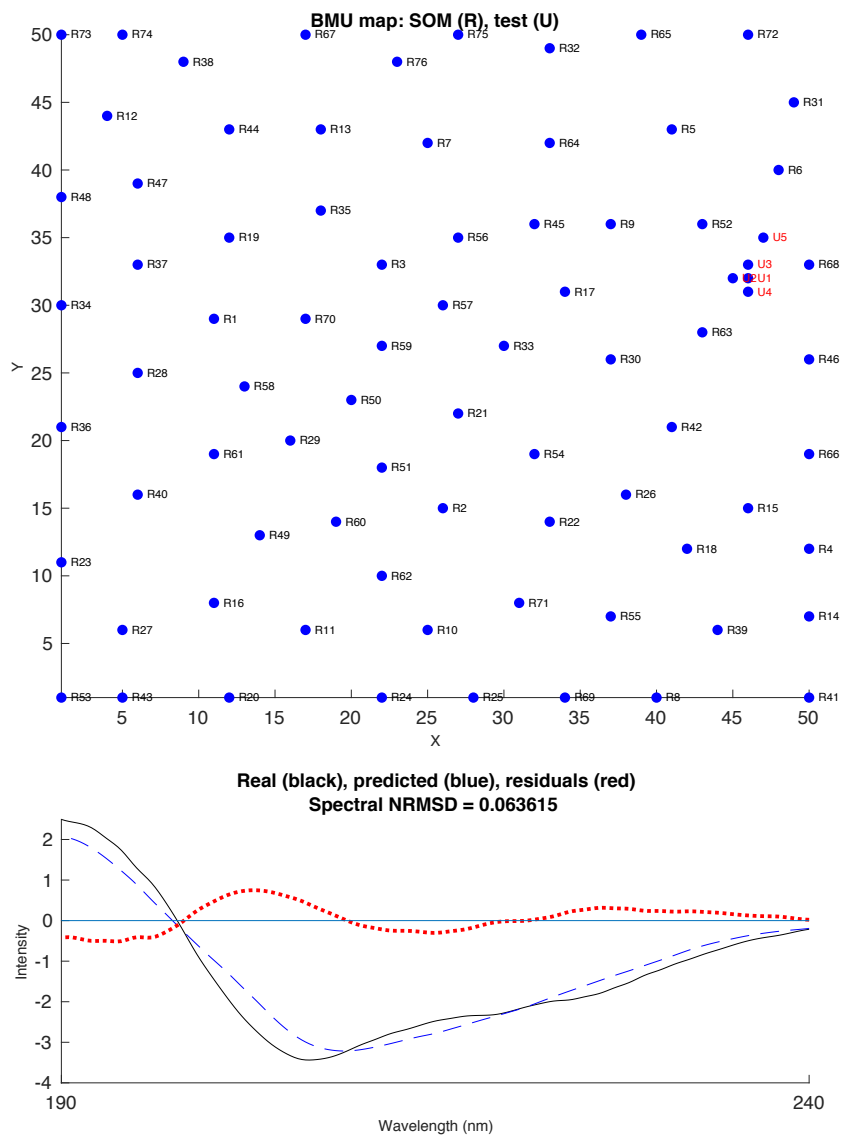 BMU map: SOM (R), test (U)
50 R73 R74 R67 R75 R65 R72
R32
R38 R76
45 R31
R12
R44 R13 R5
R7 R64
40 R6
R47
R48
R35
R45 R9 R52
35 R19 R56 U5
R37 R3 U3 R68
U2 U1
R17 U4
30 R34 R57
R1 R70
R63
R59 R33
R30 R46
25 R28
R58
R50
R21
R36 R42
20 R29
R61 R54 R66
R51
R40 R26
15 R2 R15
R60 R22
R49
R18 R4
R23
10 R62
R16 R71
R55 R14
R27 R11 R10 R39
5
R53 R43 R20 R24 R25 R69 R8 R41
5 10 15 20 25 30 35 40 45 50
X
Y
Real (black), predicted (blue), residuals (red)
Spectral NRMSD = 0.063615
2
1
0
-1
-2
-3
-4
Intensity
190 240
Wavelength (nm)